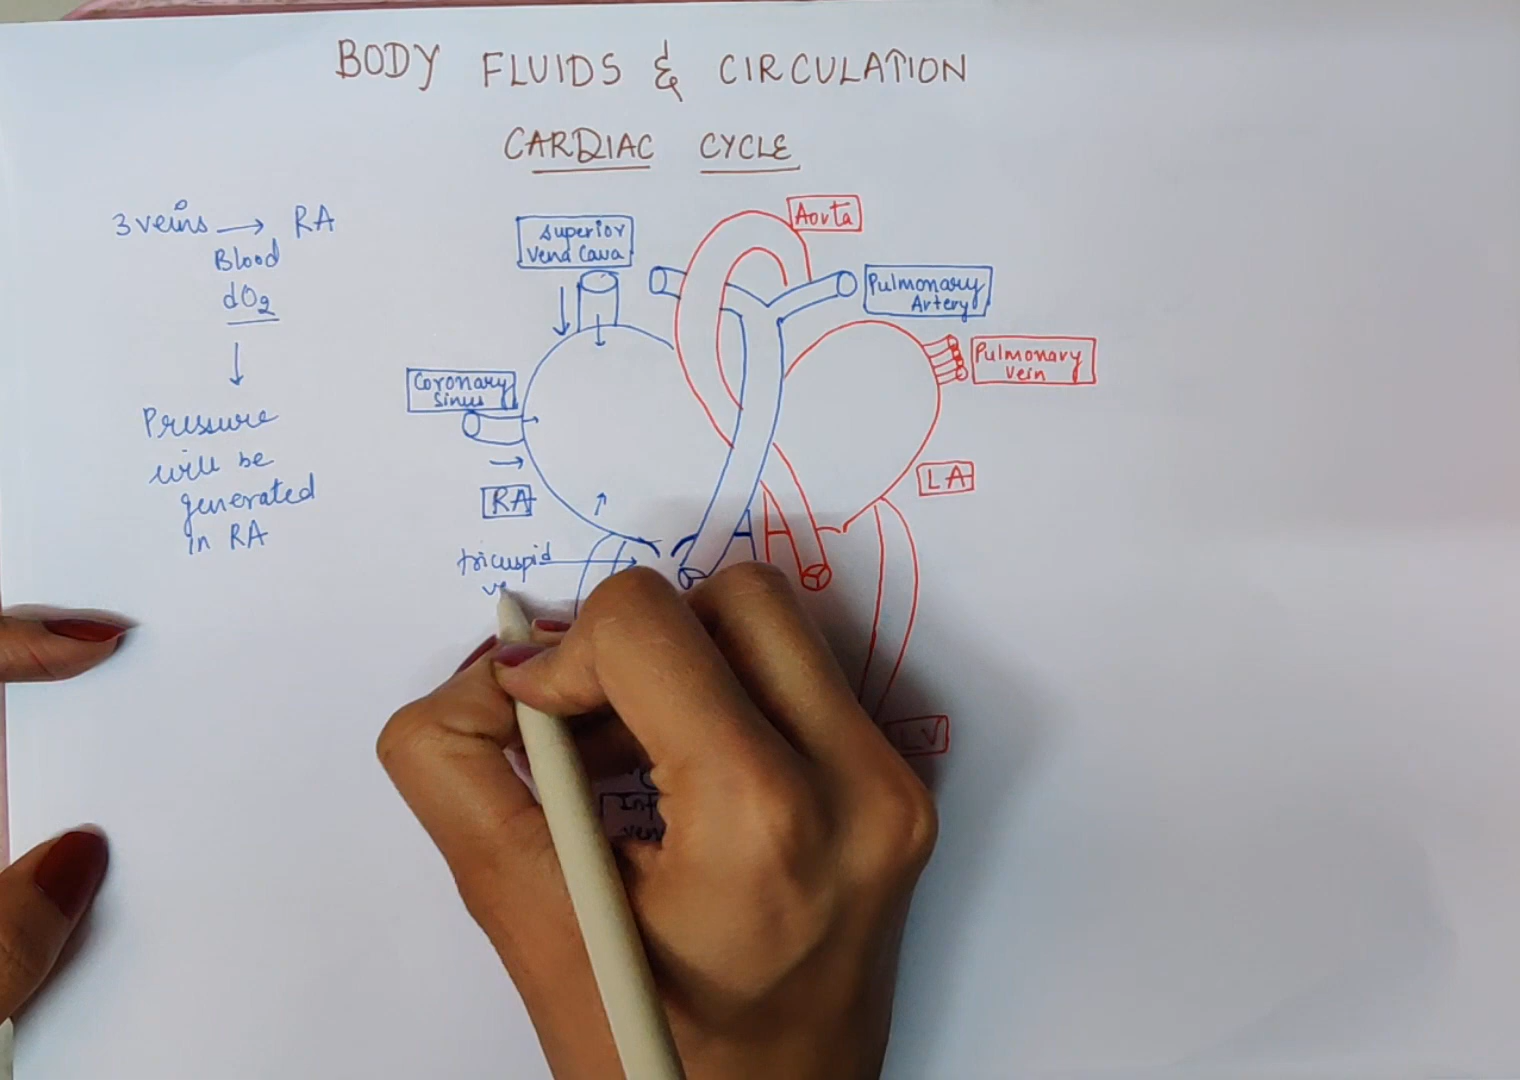 BODY FLUIDS & CIRCULATION
CARDIAC CYCLE
3 veins → RA
Blood
dO2
Pressure
will be
generated
in RA
Superior
Vena Cava
Aorta
Pulmonary
Artery
Pulmonary
Vein
Coronary
Sinus
RA
LA
tricuspid
LV